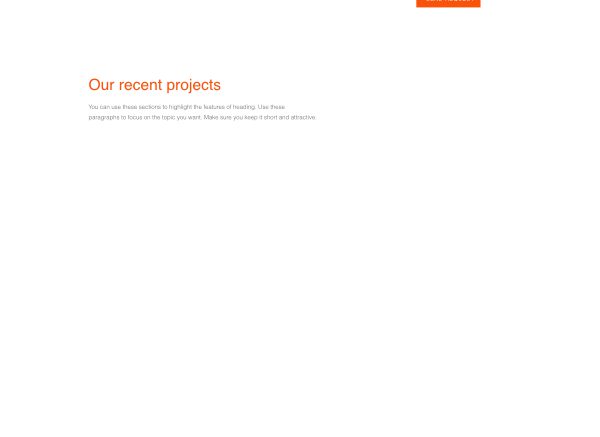 Our recent projects
You can use these sections to highlight the features of heading. Use these
paragraphs to focus on the topic you want. Make sure you keep it short and attractive.